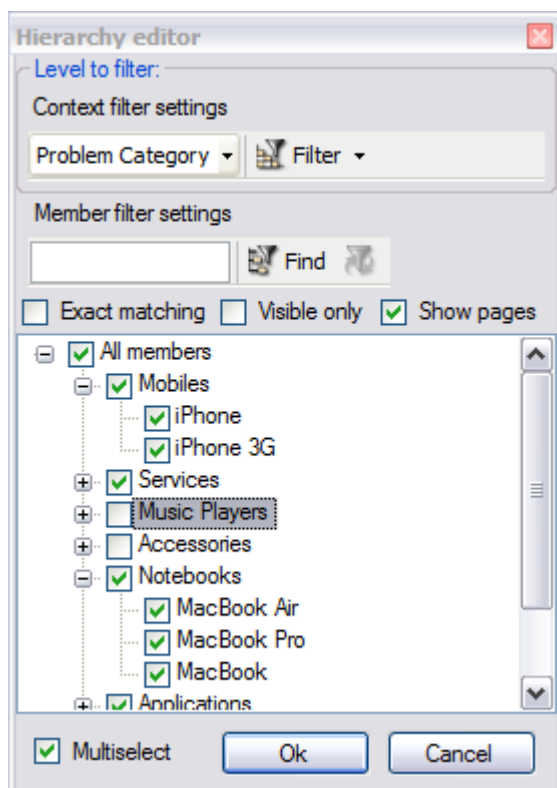 Hierarchy editor
Level to filter:
Context filter settings
Problem Category Filter
Member filter settings
Find
Exact matching Visible only Show pages
All members
Mobiles
iPhone
iPhone 3G
Services
Music Players
Accessories
Notebooks
MacBook Air
MacBook Pro
MacBook
Applications
Multiselect Ok Cancel